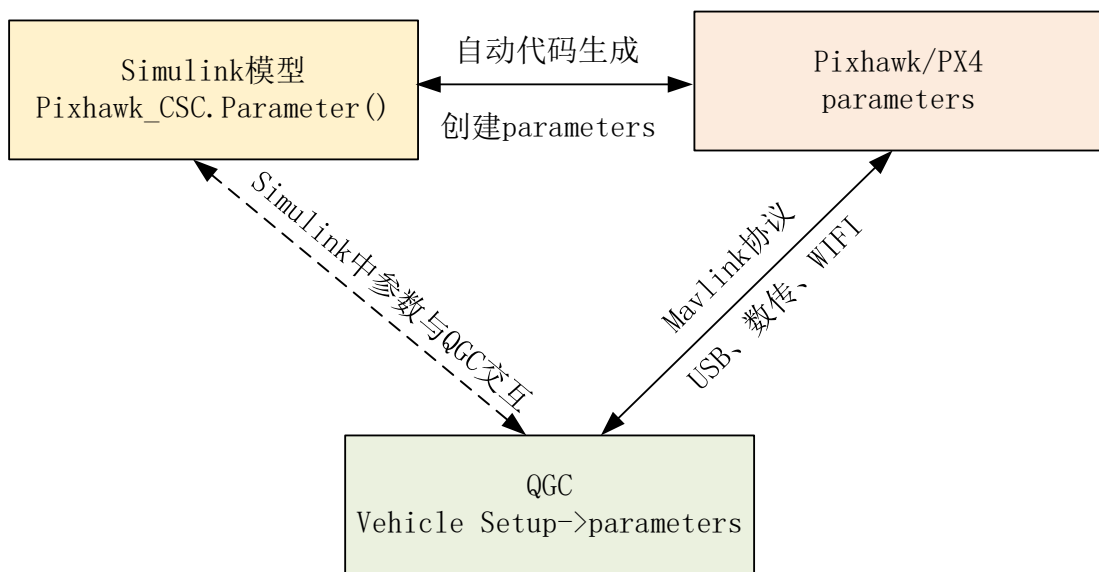 Simulink模型
Pixhawk_CSC.Parameter()
自动代码生成
创建parameters
Pixhawk/PX4
parameters
Simulink中参数与QGC交互
Mavlink协议
USB、数传、WIFI
QGC
Vehicle Setup->parameters